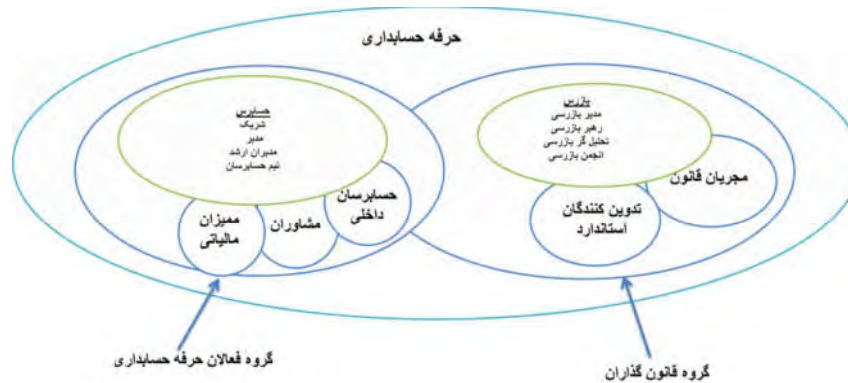 حرفه حسابداری
بازرس
مدیر بازرسی
رهبر بازرسی
تحلیل گر بازرسی
انجمن بازرسی
مجریان قانون
تدوین کنندگان
استاندارد
حسابرس
شریک
مدیر
مدیران ارشد
تیم حسابرسان
حسابرسان
داخلی
مشاوران
ممیزان
مالیاتی
گروه قانون گذاران
گروه فعالان حرفه حسابداری